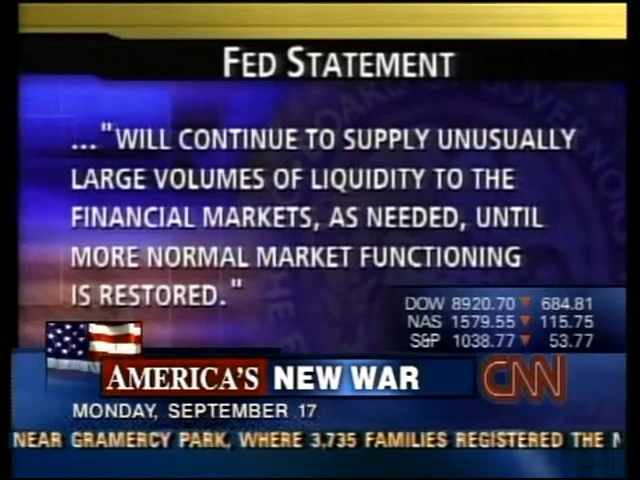 FED STATEMENT
..."WILL CONTINUE TO SUPPLY UNUSUALLY
LARGE VOLUMES OF LIQUIDITY TO THE
FINANCIAL MARKETS, AS NEEDED, UNTIL
MORE NORMAL MARKET FUNCTIONING
IS RESTORED."
DOW 8920.70 ▼ 684.81
NAS 1579.55 ▼ 115.75
S&P 1038.77 ▼ 53.77
AMERICA'S NEW WAR
CNN
MONDAY, SEPTEMBER 17
NEAR GRAMERCY PARK, WHERE 3,735 FAMILIES REGISTERED THE